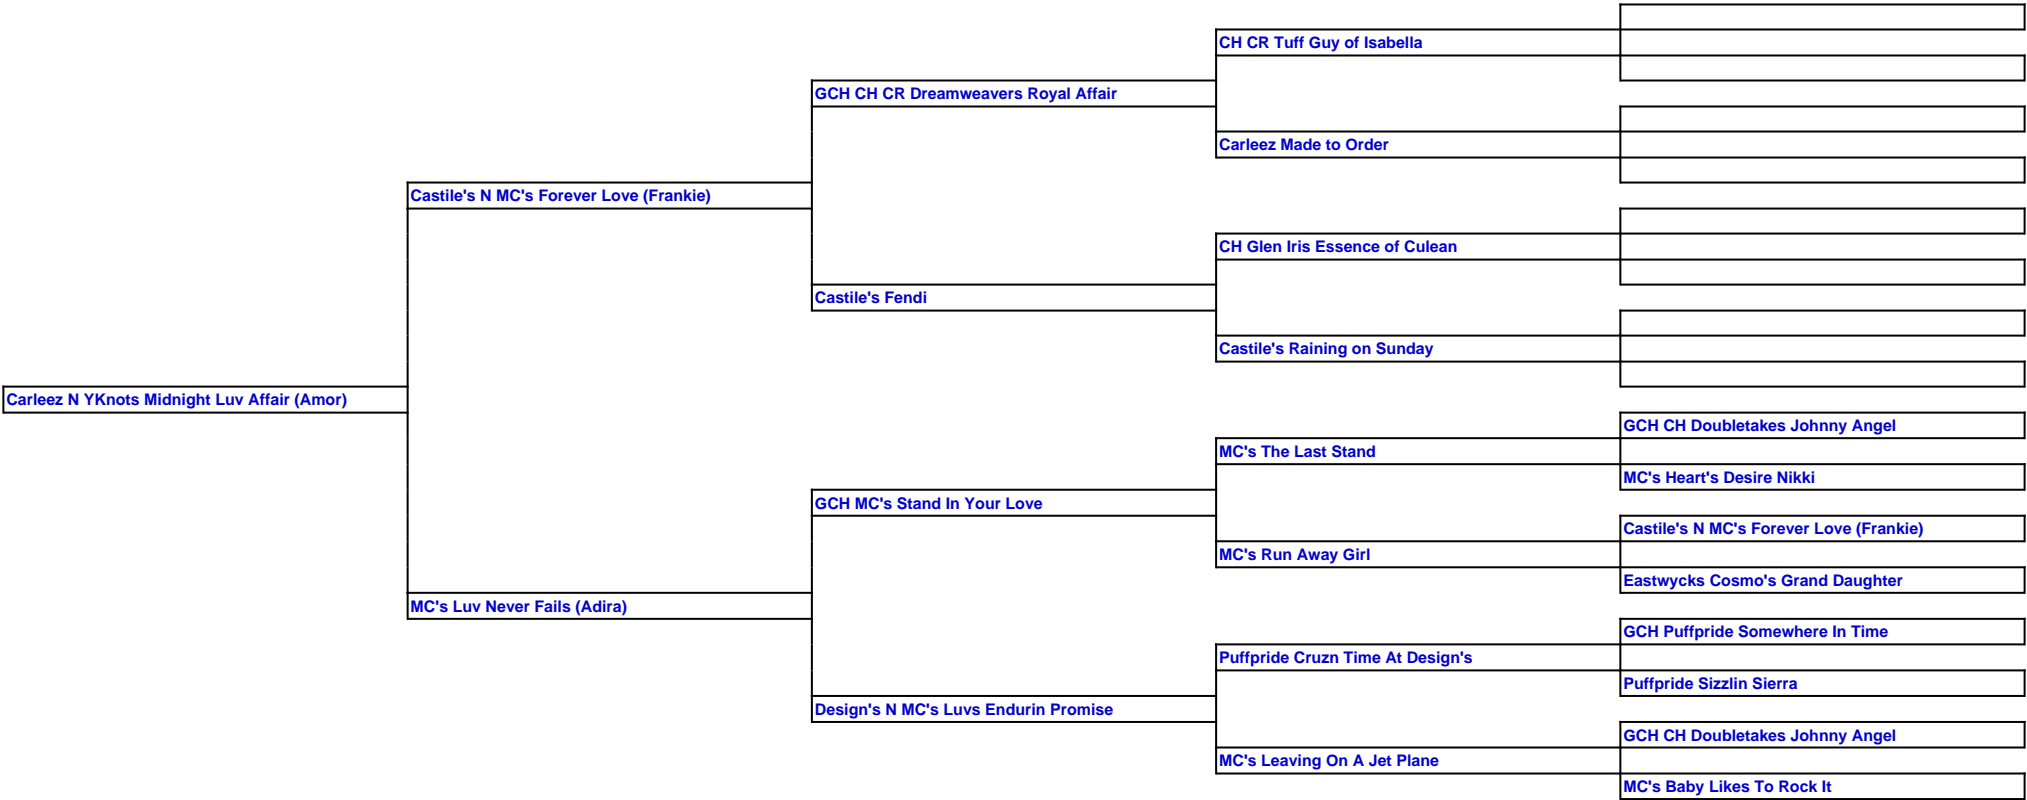 CH CR Tuff Guy of Isabella
GCH CH CR Dreamweavers Royal Affair
Carleez Made to Order
Castile's N MC's Forever Love (Frankie)
CH Glen Iris Essence of Culean
Castile's Fendi
Castile's Raining on Sunday
Carleez N YKnots Midnight Luv Affair (Amor)
GCH CH Doubletakes Johnny Angel
MC's The Last Stand
MC's Heart's Desire Nikki
GCH MC's Stand In Your Love
Castile's N MC's Forever Love (Frankie)
MC's Run Away Girl
Eastwycks Cosmo's Grand Daughter
MC's Luv Never Fails (Adira)
GCH Puffpride Somewhere In Time
Puffpride Cruzn Time At Design's
Puffpride Sizzlin Sierra
Design's N MC's Luvs Endurin Promise
GCH CH Doubletakes Johnny Angel
MC's Leaving On A Jet Plane
MC's Baby Likes To Rock It